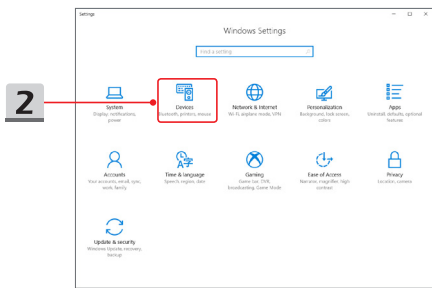 Settings
Windows Settings
Find a setting
2
System
Display, notifications, power
Devices
Bluetooth, printers, mouse
Network & Internet
Wi-Fi, airplane mode, VPN
Personalization
Background, lock screen, colors
Apps
Uninstall, defaults, optional features
Accounts
Your accounts, email, sync, work, family
Time & language
Speech, region, date
Gaming
Game bar, DVR, broadcasting, Game Mode
Ease of Access
Narrator, magnifier, high contrast
Privacy
Location, camera
Update & security
Windows Update, recovery, backup